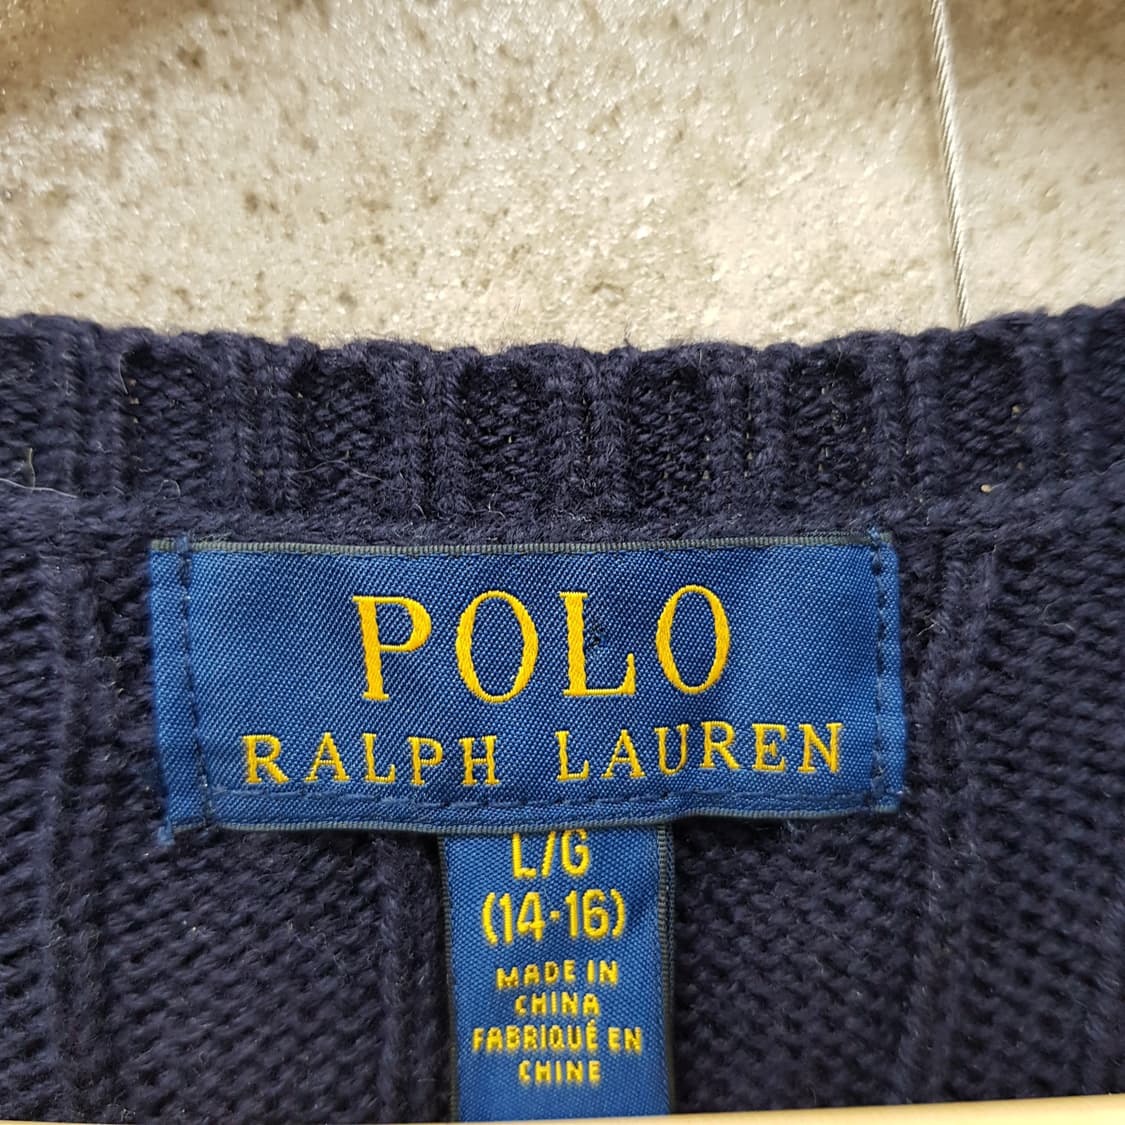 POLO
RALPH LAUREN
L/G
(14-16)
MADE IN
CHINA
FABRIQUÉ EN
CHINE